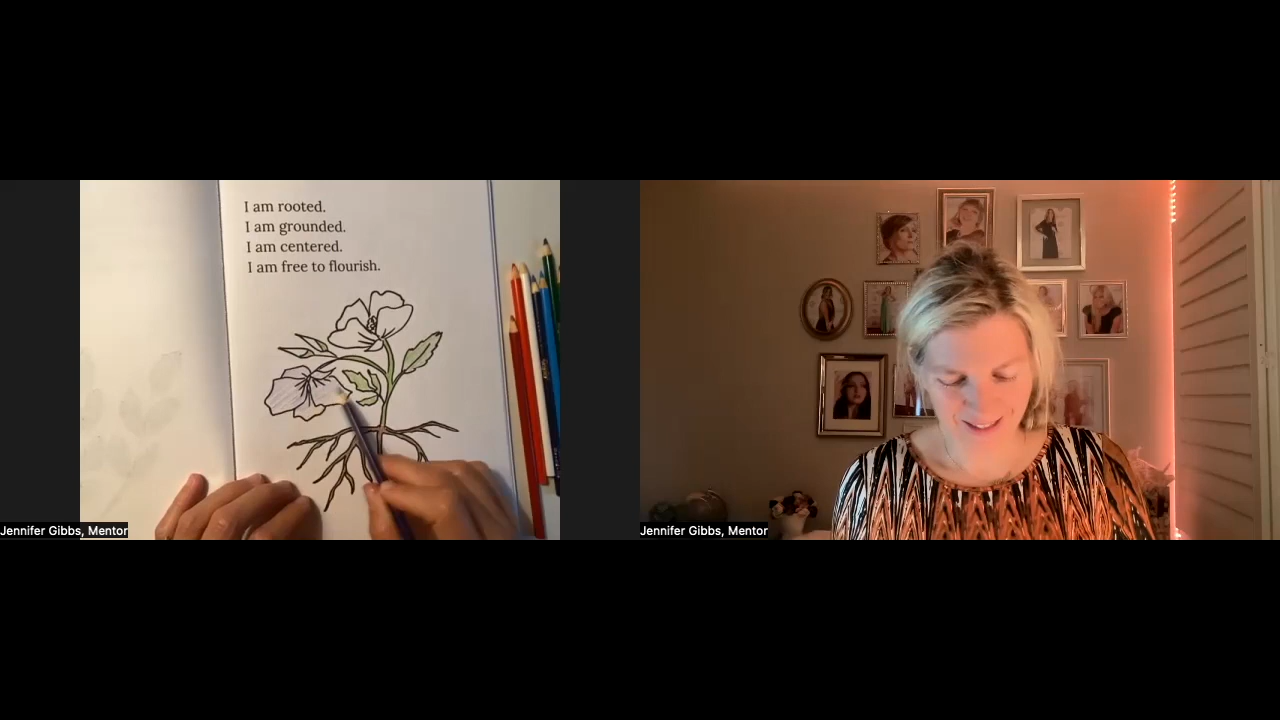 I am rooted.
I am grounded.
I am centered.
I am free to flourish.
Jennifer Gibbs, Mentor
Jennifer Gibbs, Mentor